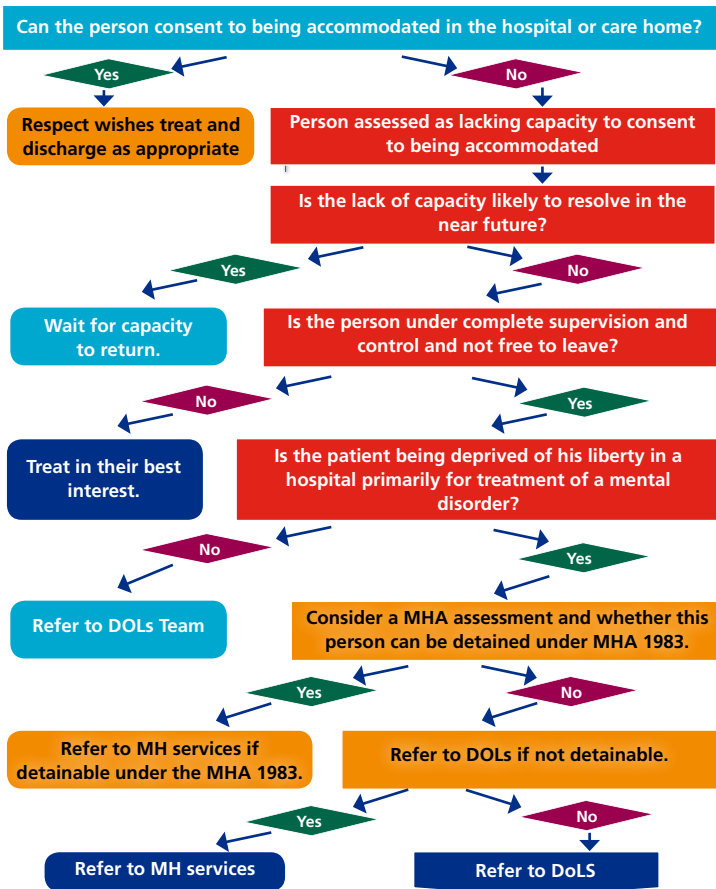 Can the person consent to being accommodated in the hospital or care home?
Yes
No
Respect wishes treat and
discharge as appropriate
Person assessed as lacking capacity to consent
to being accommodated
Is the lack of capacity likely to resolve in the
near future?
Yes
No
Wait for capacity
to return.
Is the person under complete supervision and
control and not free to leave?
No
Yes
Treat in their best
interest.
Is the patient being deprived of his liberty in a
hospital primarily for treatment of a mental
disorder?
No
Yes
Refer to DOLs Team
Consider a MHA assessment and whether this
person can be detained under MHA 1983.
Yes
No
Refer to MH services if
detainable under the MHA 1983.
Refer to DOLs if not detainable.
Yes
No
Refer to MH services
Refer to DoLS